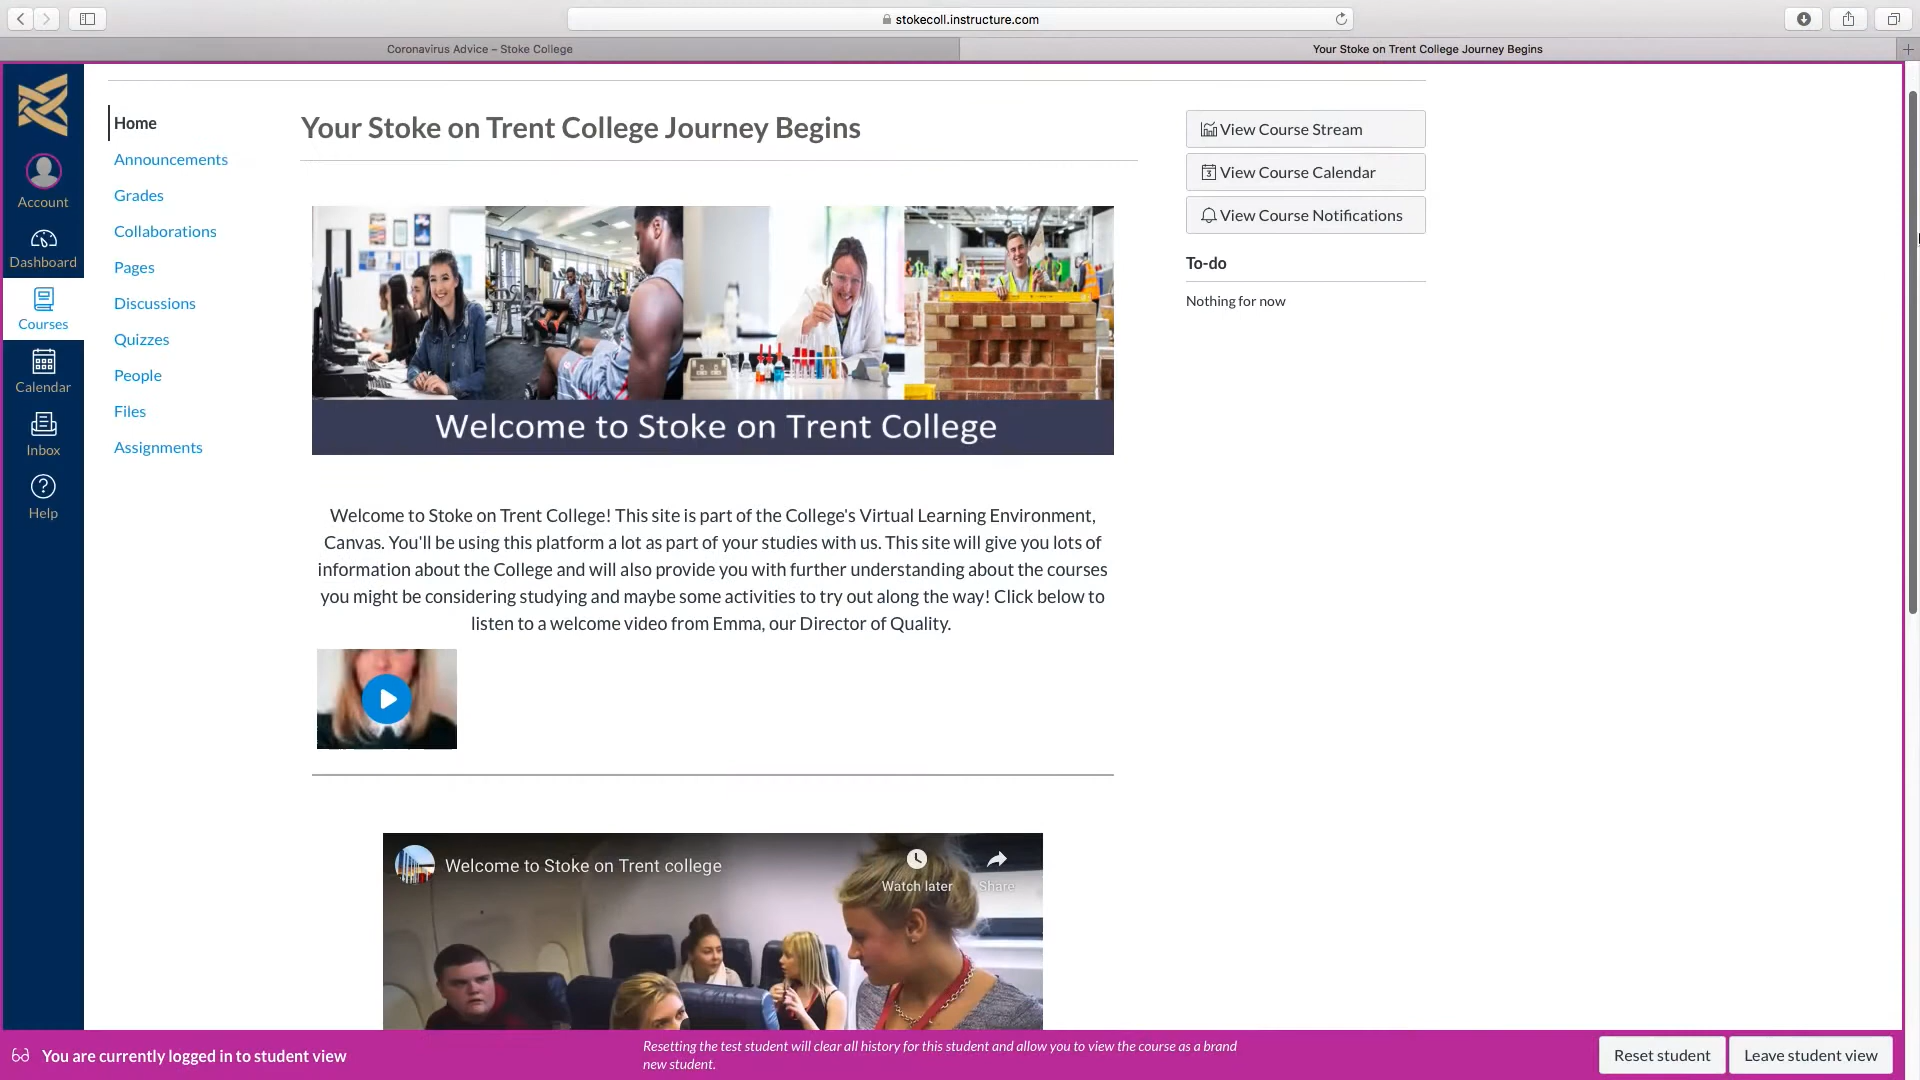 stokecoll.instructure.com
Coronavirus Advice – Stoke College
Your Stoke on Trent College Journey Begins
Account
Dashboard
Courses
Calendar
Inbox
Help
Home
Announcements
Grades
Collaborations
Pages
Discussions
Quizzes
People
Files
Assignments
Your Stoke on Trent College Journey Begins
Welcome to Stoke on Trent College
Welcome to Stoke on Trent College! This site is part of the College's Virtual Learning Environment,
Canvas. You'll be using this platform a lot as part of your studies with us. This site will give you lots of
information about the College and will also provide you with further understanding about the courses
you might be considering studying and maybe some activities to try out along the way! Click below to
listen to a welcome video from Emma, our Director of Quality.
Welcome to Stoke on Trent college
Watch later
Share
View Course Stream
3
View Course Calendar
View Course Notifications
To-do
Nothing for now
You are currently logged in to student view
Resetting the test student will clear all history for this student and allow you to view the course as a brand
new student.
Reset student
Leave student view